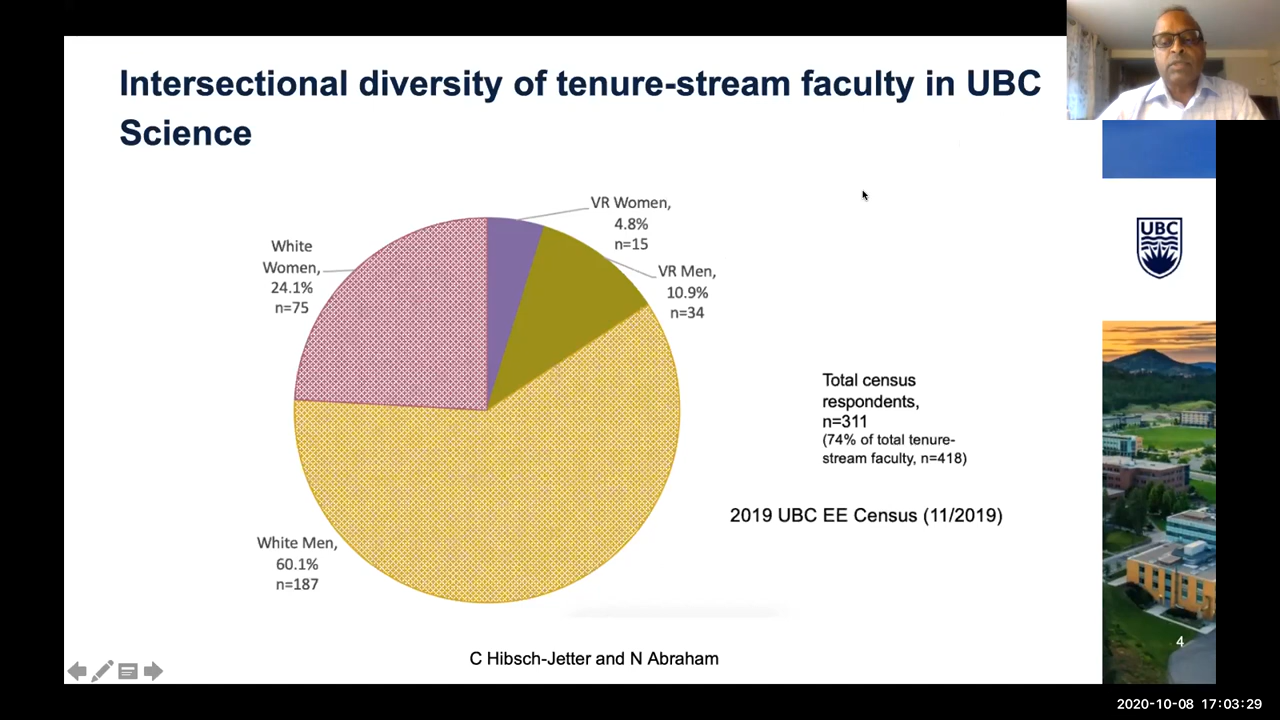 Intersectional diversity of tenure-stream faculty in UBC
Science
VR Women,
4.8%
n=15
VR Men,
10.9%
n=34
White
Women,
24.1%
n=75
White Men,
60.1%
n=187
Total census
respondents,
n=311
(74% of total tenure-
stream faculty, n=418)
2019 UBC EE Census (11/2019)
C Hibsch-Jetter and N Abraham
UBC
4
2020-10-08 17:03:29